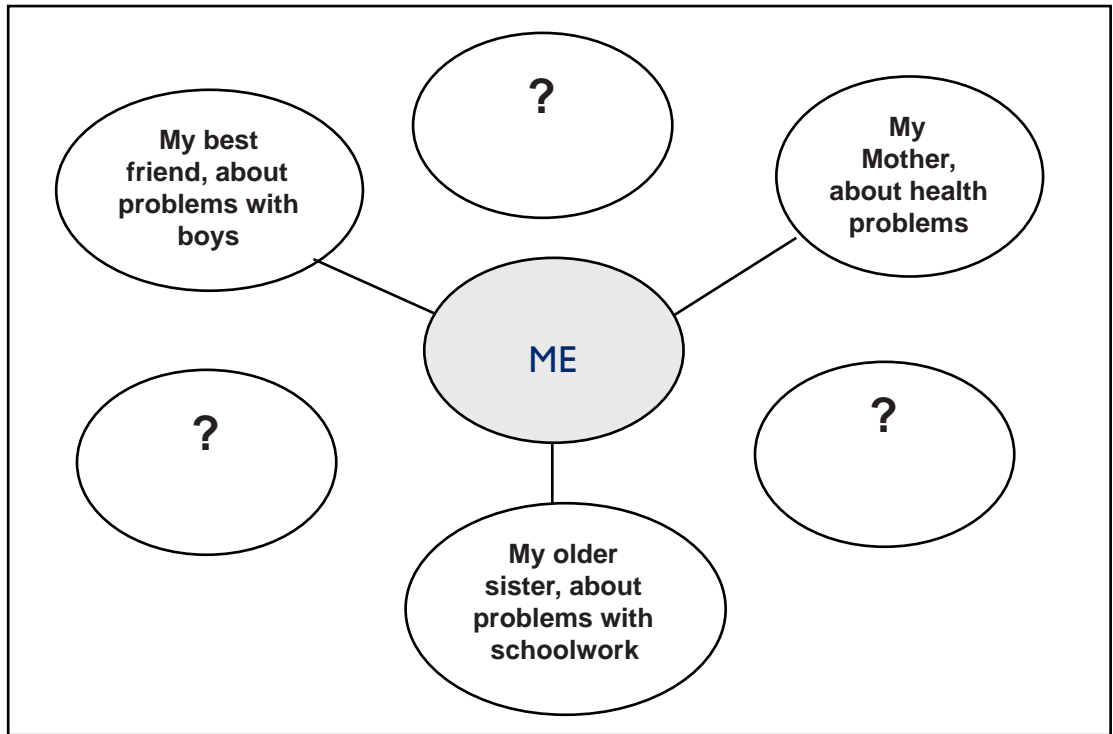 ?
My best
friend, about
problems with
boys
My
Mother,
about health
problems
ME
?
?
My older
sister, about
problems with
schoolwork